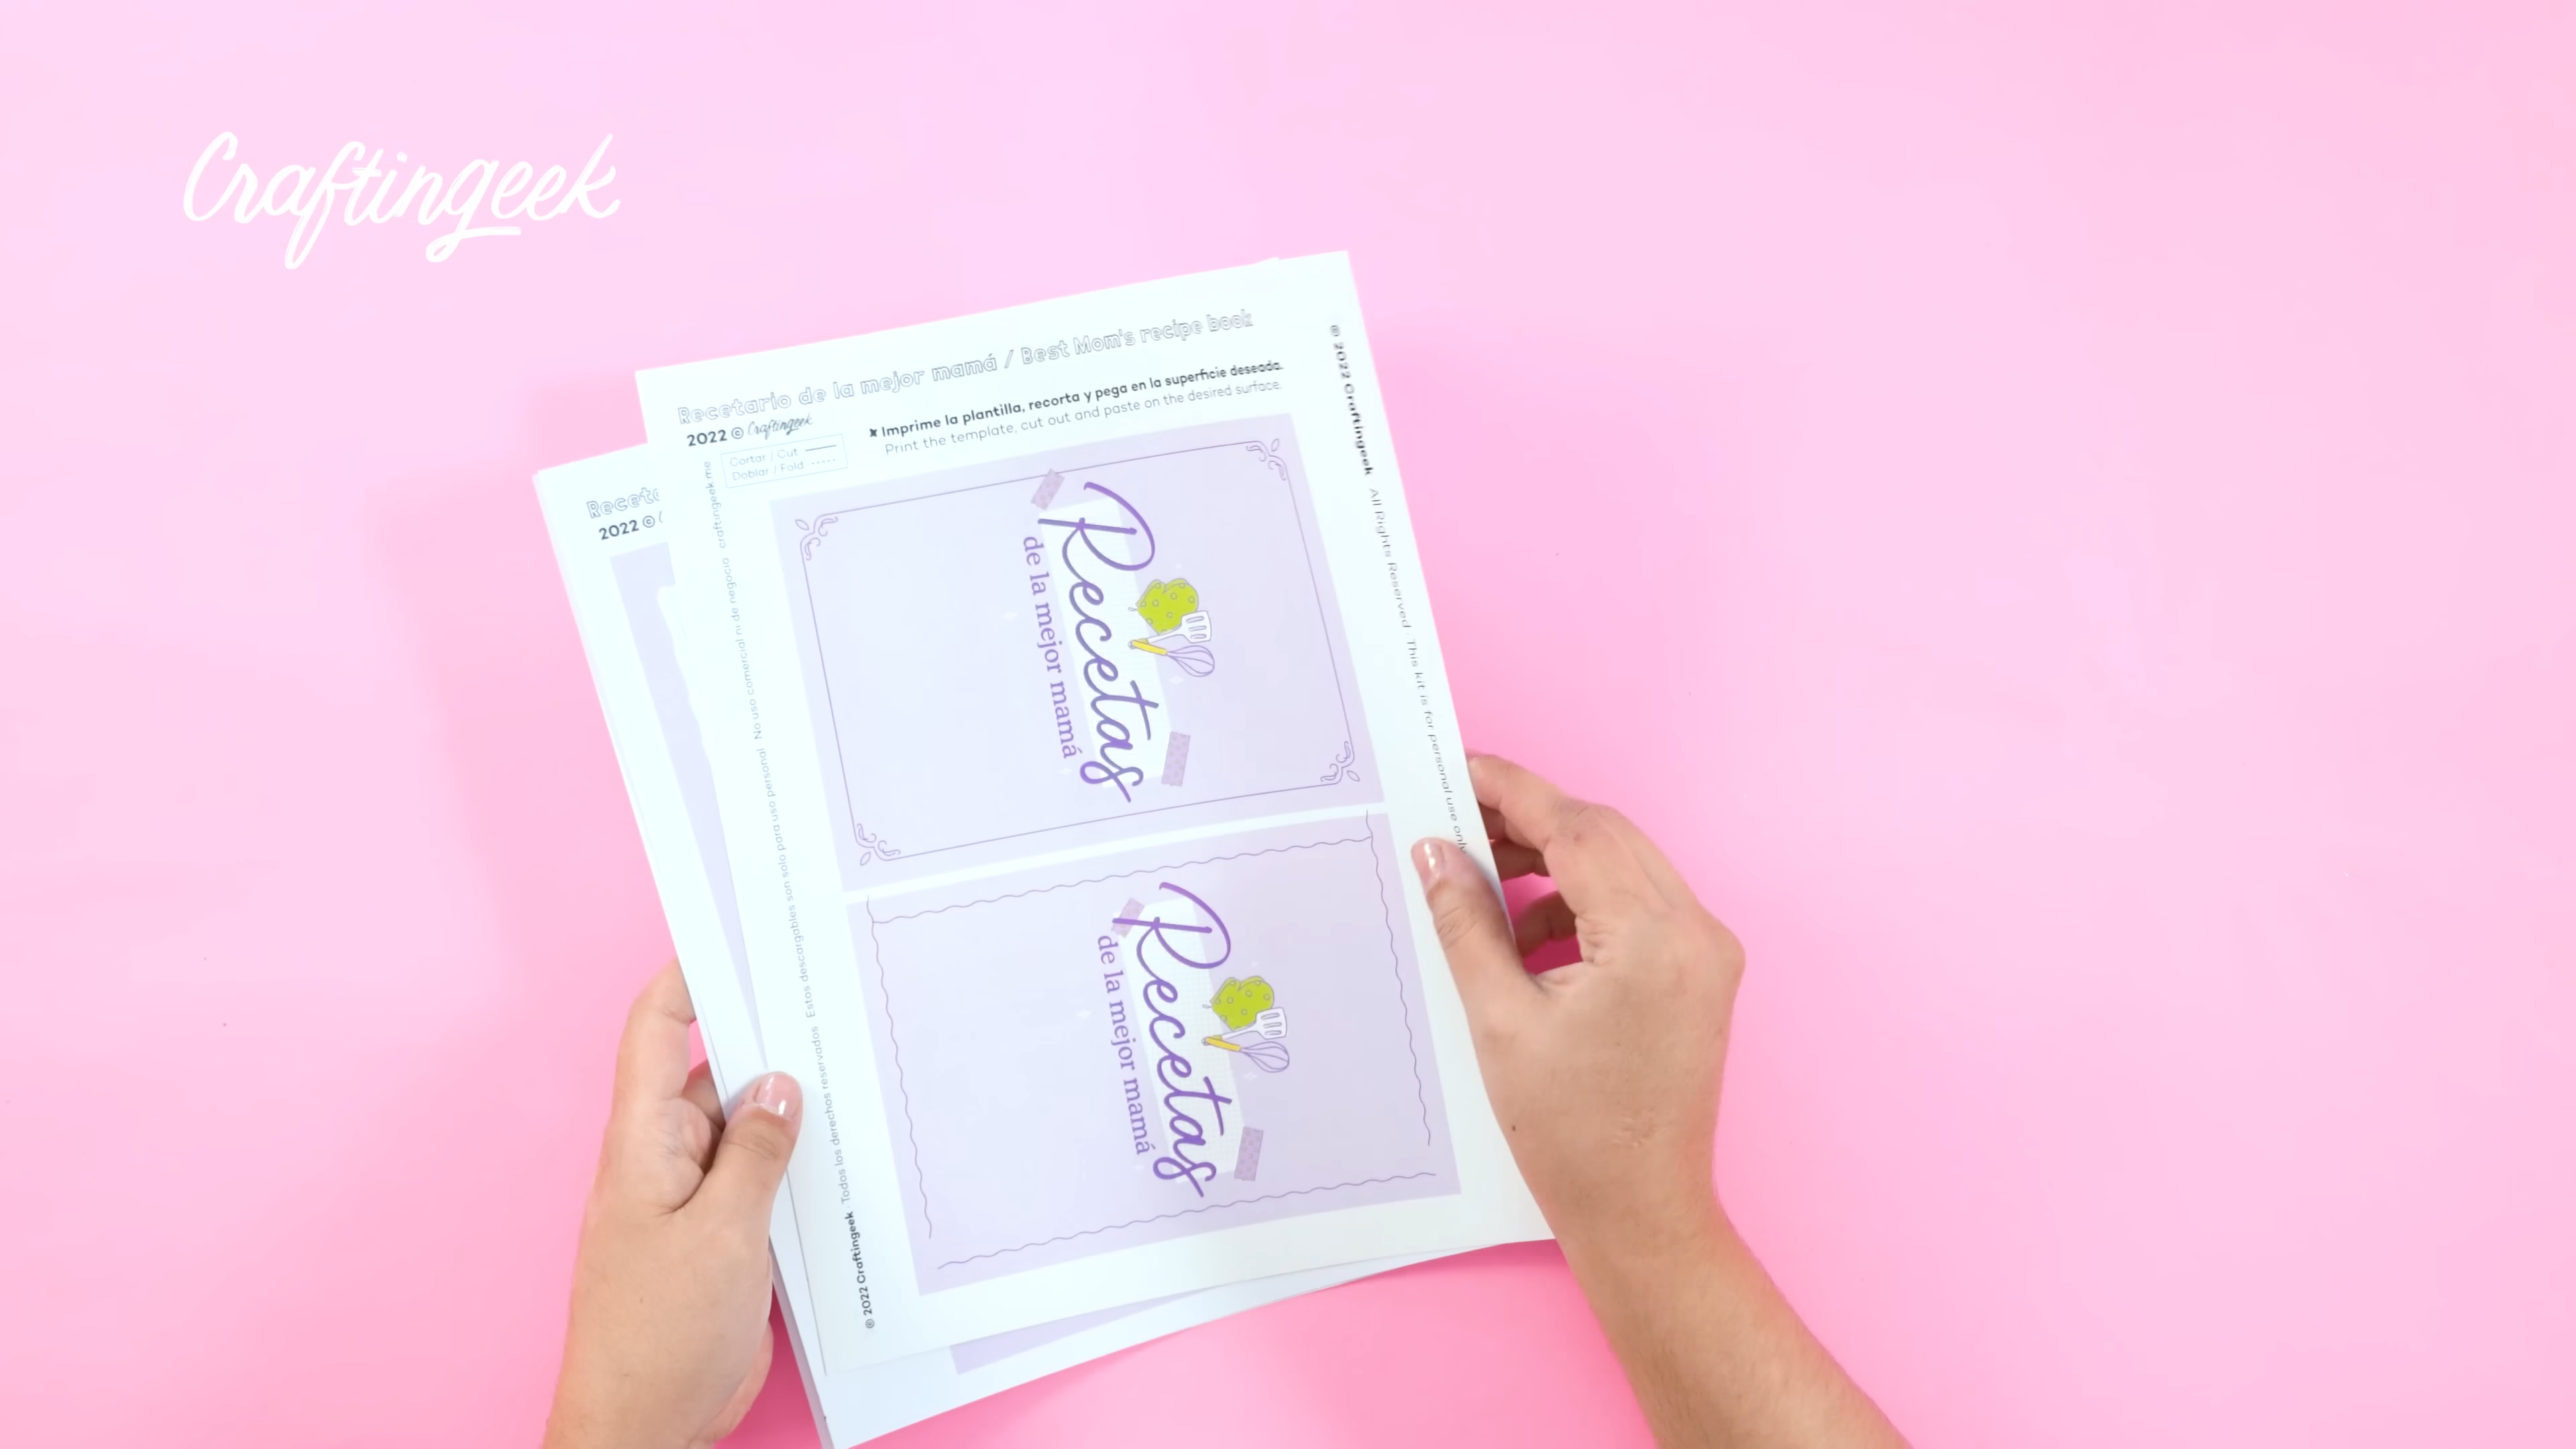 Craftingeek
Recetario de la mejor mamá / Best Mom's recipe book
2022 © Craftingeek
* Imprime la plantilla, recorta y pega en la superficie deseada.
Print the template, cut out and paste on the desired surface.
Cortar / Cut
Doblar / Fold
Recetas
de la mejor mamá
Recetas
de la mejor mamá
© 2022 Craftingeek Todos los derechos reservados Estos descargables son solo para uso personal No uso comercial ni de negocio craftingeek.me
© 2022 Craftingeek All Rights Reserved This kit is for personal use only
2022 ©